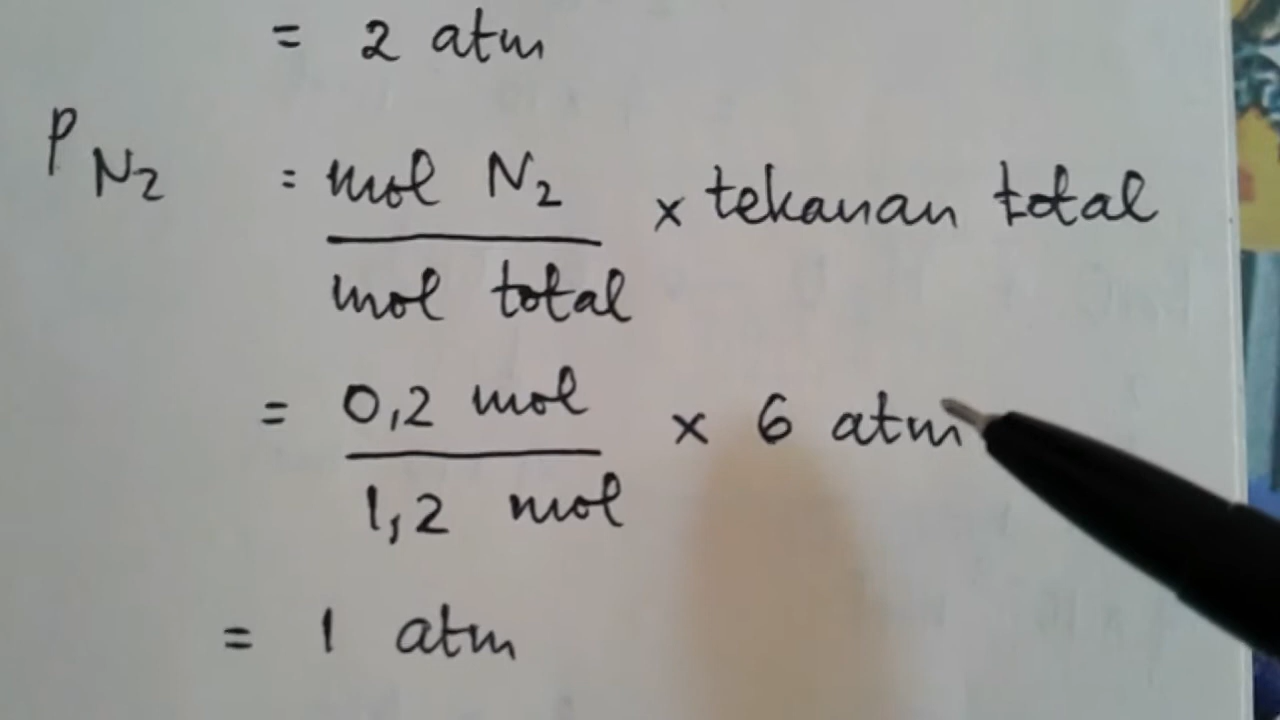 = 2 atm
P N2 = mol N2 × tekanan total
mol total
= 0,2 mol × 6 atm
1,2 mol
= 1 atm